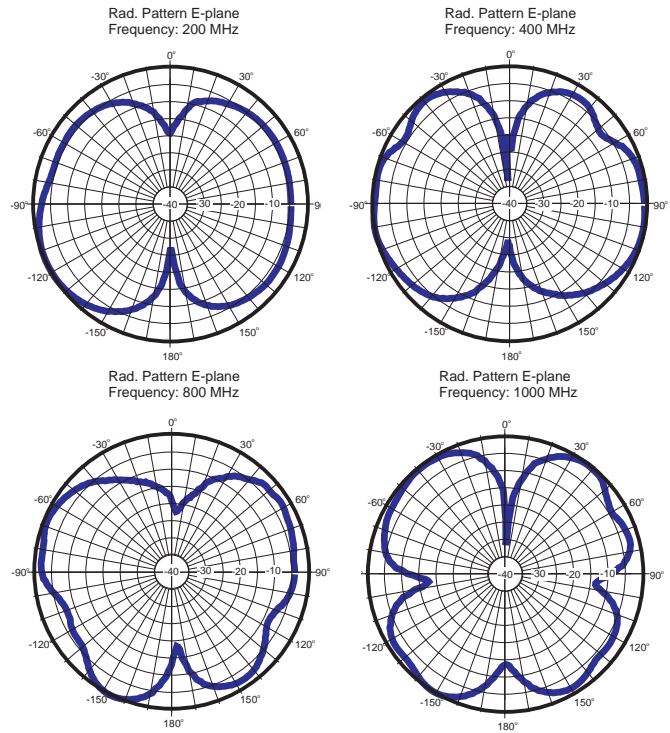 Rad. Pattern E-plane
Frequency: 200 MHz
0°
-30° 30°
-60° 60°
-90° -40 -30 -20 -10 9
-120° 120°
-150° 150°
180°
Rad. Pattern E-plane
Frequency: 400 MHz
0°
-30° 30°
-60° 60°
-90° -40 -30 -20 -10 90°
-120° 120°
-150° 150°
180°
Rad. Pattern E-plane
Frequency: 800 MHz
0°
-30° 30°
-60° 60°
-90° -40 -30 -20 -10 90°
-120° 120°
-150° 150°
180°
Rad. Pattern E-plane
Frequency: 1000 MHz
0°
-30° 30°
-60° 60°
-90° -40 -30 -20 -10 90°
-120° 120°
-150° 150°
180°